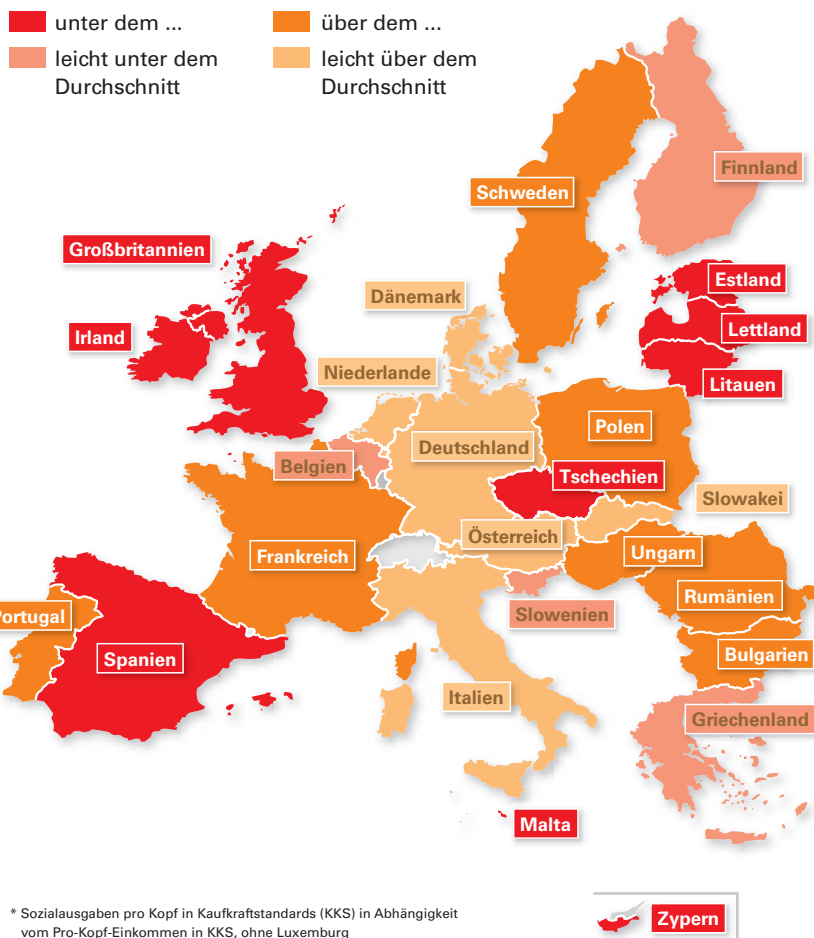 unter dem ...
leicht unter dem
Durchschnitt
über dem ...
leicht über dem
Durchschnitt
Finnland
Schweden
Großbritannien
Estland
Dänemark
Irland
Lettland
Niederlande
Litauen
Polen
Deutschland
Belgien
Tschechien
Slowakei
Österreich
Frankreich
Ungarn
Rumänien
Portugal
Slowenien
Spanien
Bulgarien
Italien
Griechenland
Malta
* Sozialausgaben pro Kopf in Kaufkraftstandards (KKS) in Abhängigkeit
vom Pro-Kopf-Einkommen in KKS, ohne Luxemburg
Zypern